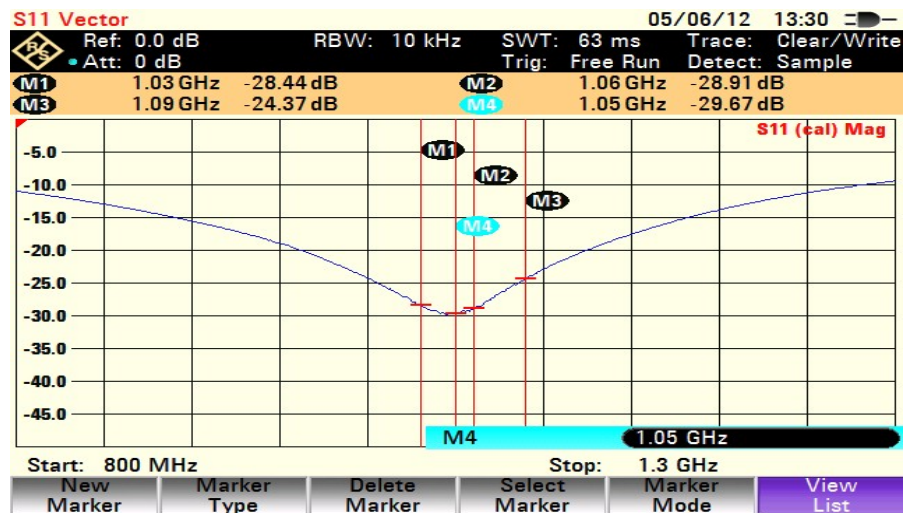 S11 Vector 05/06/12 13:30
R&S Ref: 0.0 dB RBW: 10 kHz SWT: 63 ms Trace: Clear/Write
Att: 0 dB Trig: Free Run Detect: Sample
M1 1.03 GHz -28.44 dB M2 1.06 GHz -28.91 dB
M3 1.09 GHz -24.37 dB M4 1.05 GHz -29.67 dB
S11 (cal) Mag
-5.0
M1
M2
-10.0
M3
-15.0
M4
-20.0
-25.0
-30.0
-35.0
-40.0
-45.0
M4 1.05 GHz
Start: 800 MHz Stop: 1.3 GHz
New Marker Delete Select Marker View
Marker Type Marker Marker Mode List